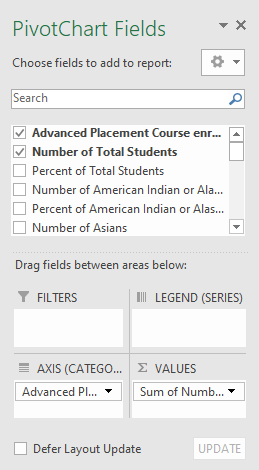 PivotChart Fields
Choose fields to add to report:
Search
Advanced Placement Course enr...
Number of Total Students
Percent of Total Students
Number of American Indian or Ala...
Percent of American Indian or Alas...
Number of Asians
Drag fields between areas below:
FILTERS
LEGEND (SERIES)
AXIS (CATEGO...
VALUES
Advanced Pl...
Sum of Numb...
Defer Layout Update
UPDATE